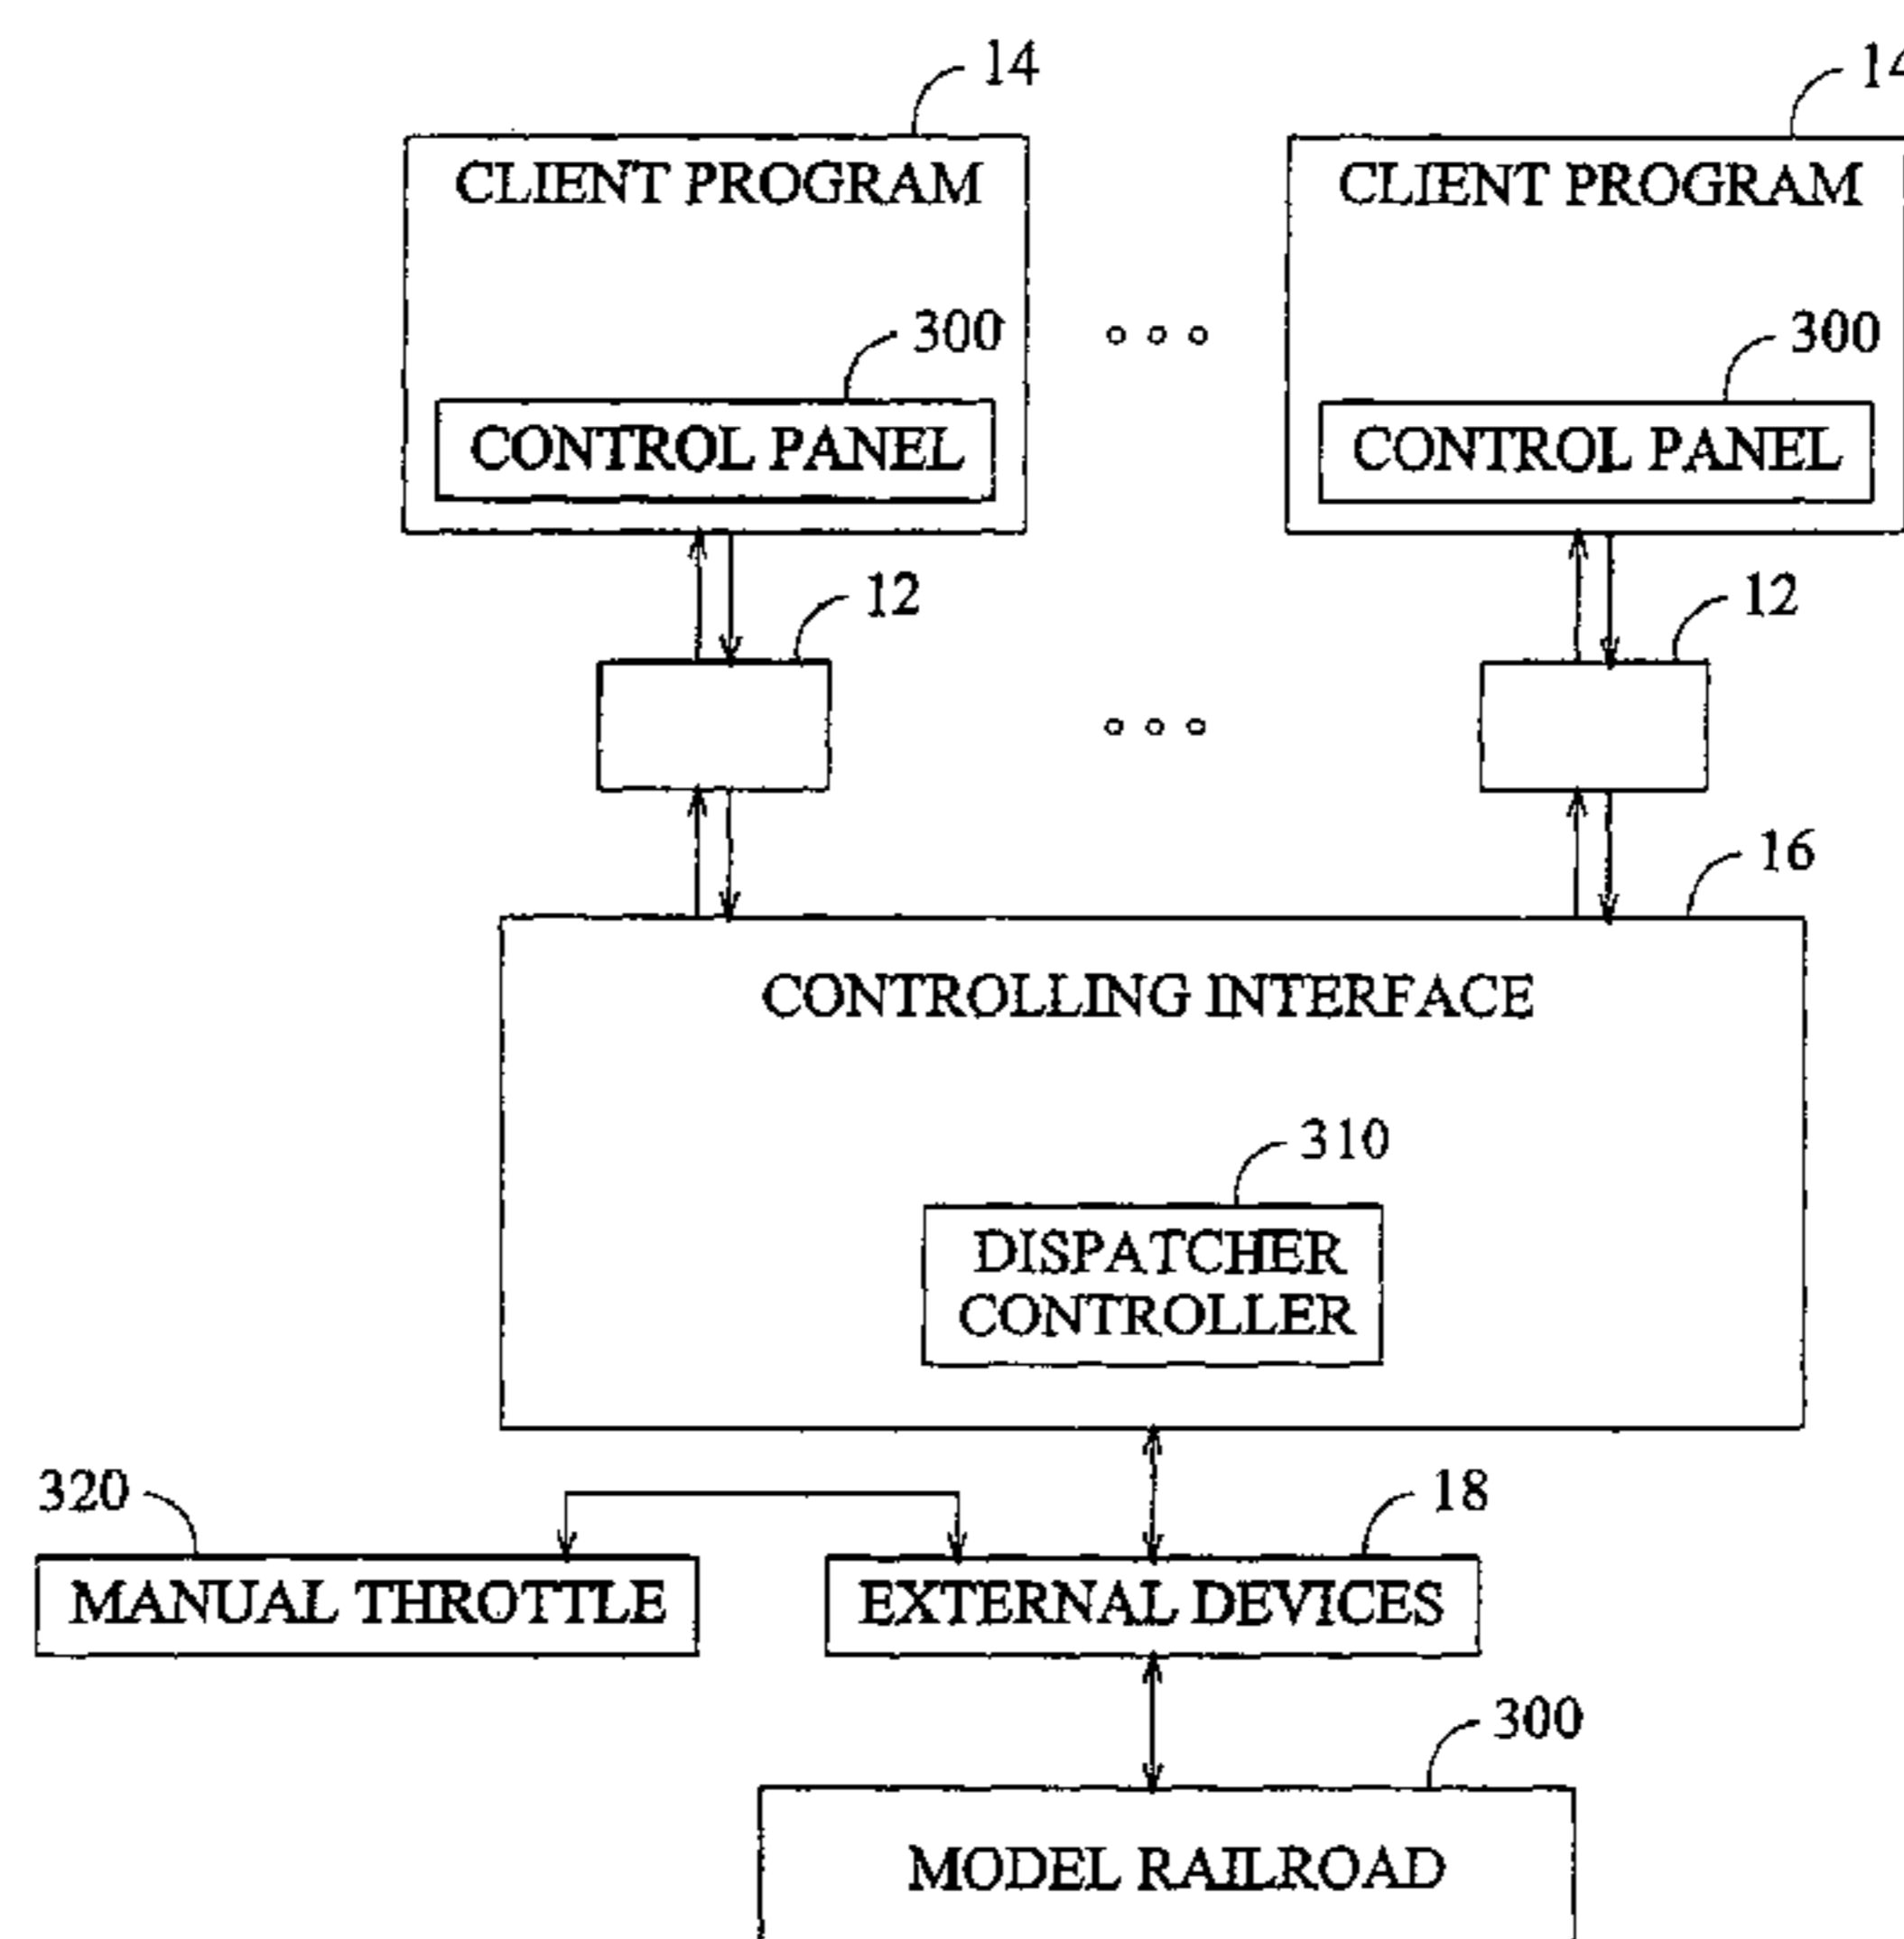 14
14
CLIENT PROGRAM
CLIENT PROGRAM
300
300
CONTROL PANEL
CONTROL PANEL
12
12
16
CONTROLLING INTERFACE
310
DISPATCHER
CONTROLLER
320
18
MANUAL THROTTLE
EXTERNAL DEVICES
300
MODEL RAILROAD